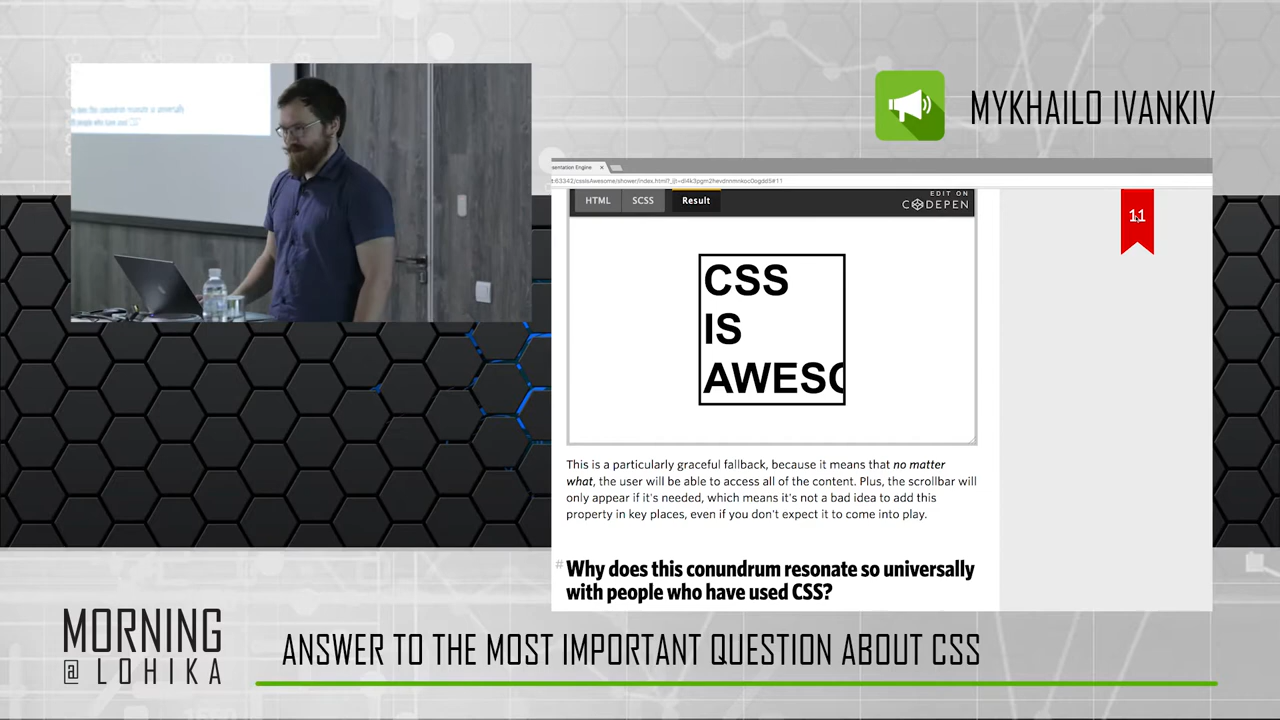 MYKHAILO IVANKIV
HTML
SCSS
Result
EDIT ON
CODEPEN
11
CSS
IS
AWESO
This is a particularly graceful fallback, because it means that no matter
what, the user will be able to access all of the content. Plus, the scrollbar will
only appear if it's needed, which means it's not a bad idea to add this
property in key places, even if you don't expect it to come into play.
# Why does this conundrum resonate so universally
with people who have used CSS?
MORNING
@ LOHIKA
ANSWER TO THE MOST IMPORTANT QUESTION ABOUT CSS